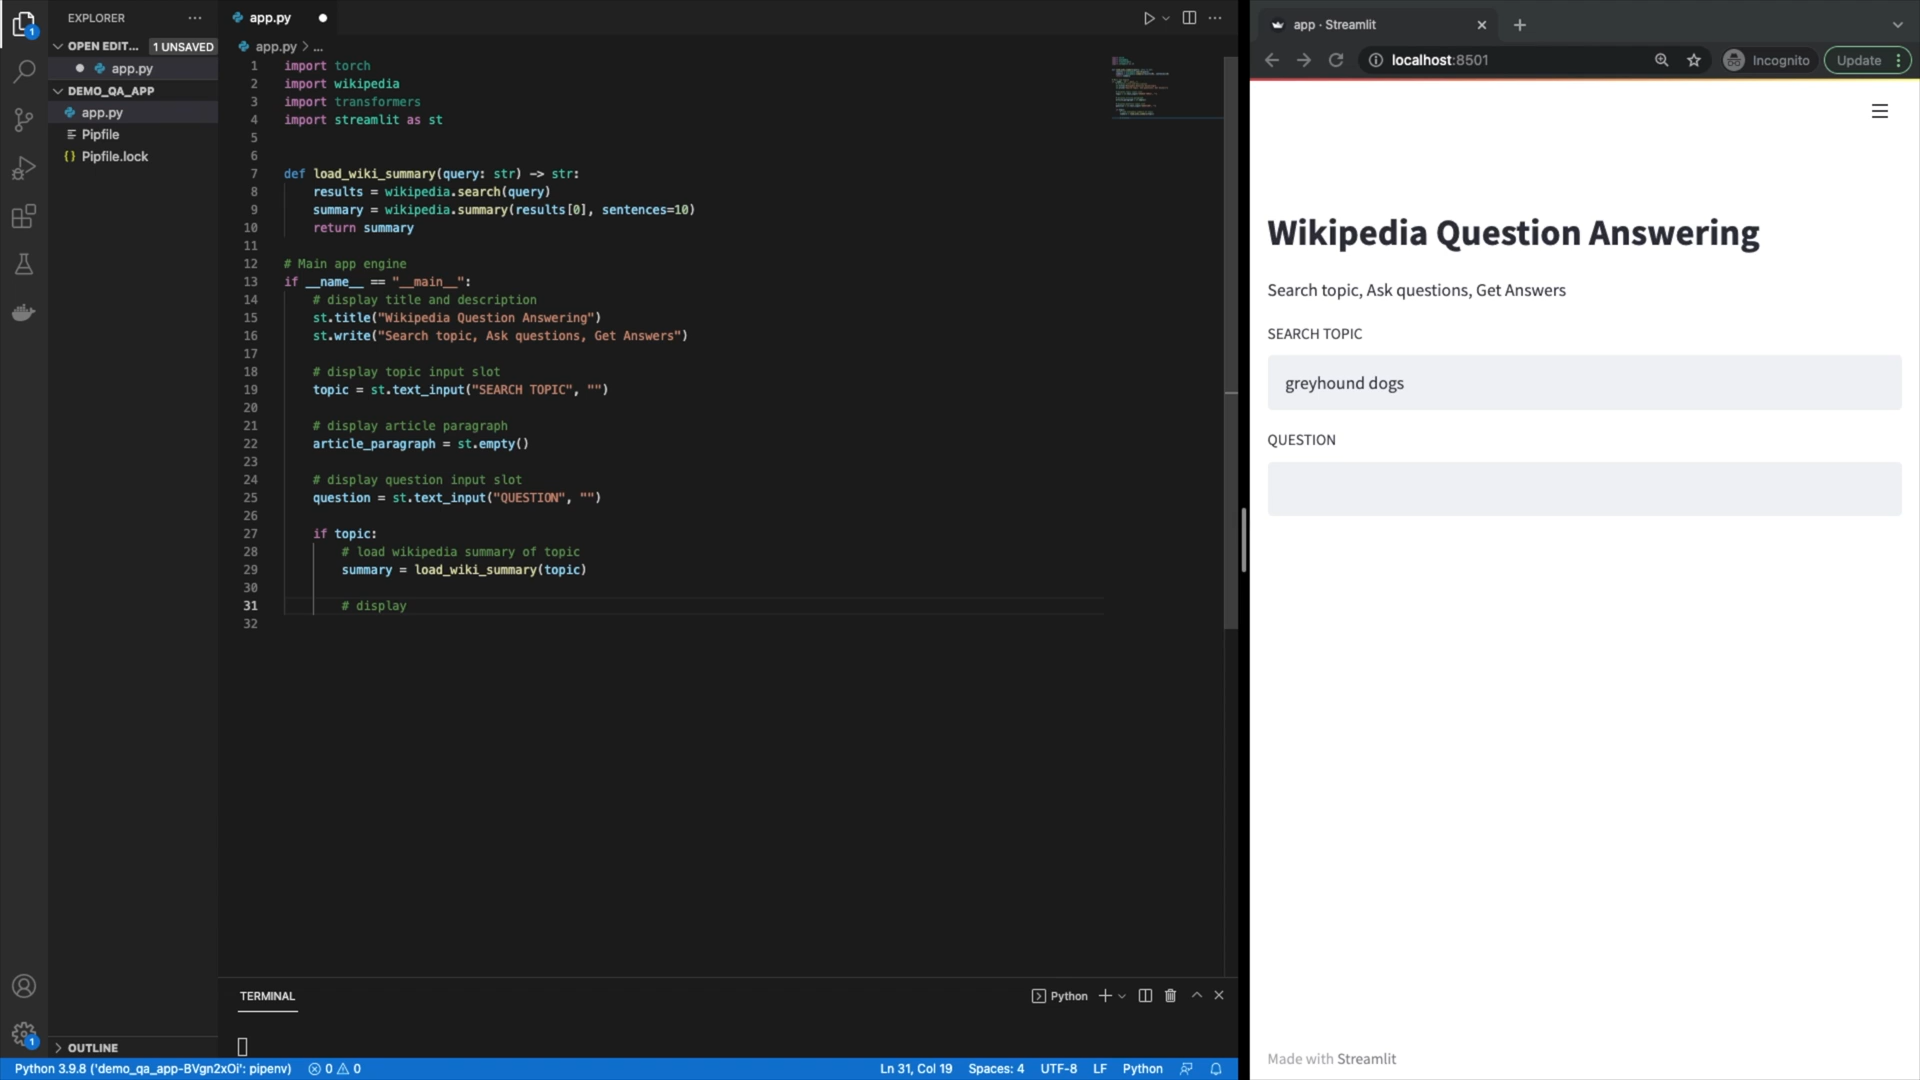 EXPLORER
OPEN EDIT... 1 UNSAVED
app.py
DEMO_QA_APP
app.py
Pipfile
Pipfile.lock
OUTLINE
1
1
app.py
app.py > ...
1 import torch
2 import wikipedia
3 import transformers
4 import streamlit as st
5
6
7 def load_wiki_summary(query: str) -> str:
8 results = wikipedia.search(query)
9 summary = wikipedia.summary(results[0], sentences=10)
10 return summary
11
12 # Main app engine
13 if __name__ == "__main__":
14 # display title and description
15 st.title("Wikipedia Question Answering")
16 st.write("Search topic, Ask questions, Get Answers")
17
18 # display topic input slot
19 topic = st.text_input("SEARCH TOPIC", "")
20
21 # display article paragraph
22 article_paragraph = st.empty()
23
24 # display question input slot
25 question = st.text_input("QUESTION", "")
26
27 if topic:
28 # load wikipedia summary of topic
29 summary = load_wiki_summary(topic)
30
31 # display
32
TERMINAL
Python
Python 3.9.8 ('demo_qa_app-BVgn2xOi': pipenv) 0 0
Ln 31, Col 19 Spaces: 4 UTF-8 LF Python
app · Streamlit
localhost:8501
Incognito
Update
Wikipedia Question Answering
Search topic, Ask questions, Get Answers
SEARCH TOPIC
greyhound dogs
QUESTION
Made with Streamlit